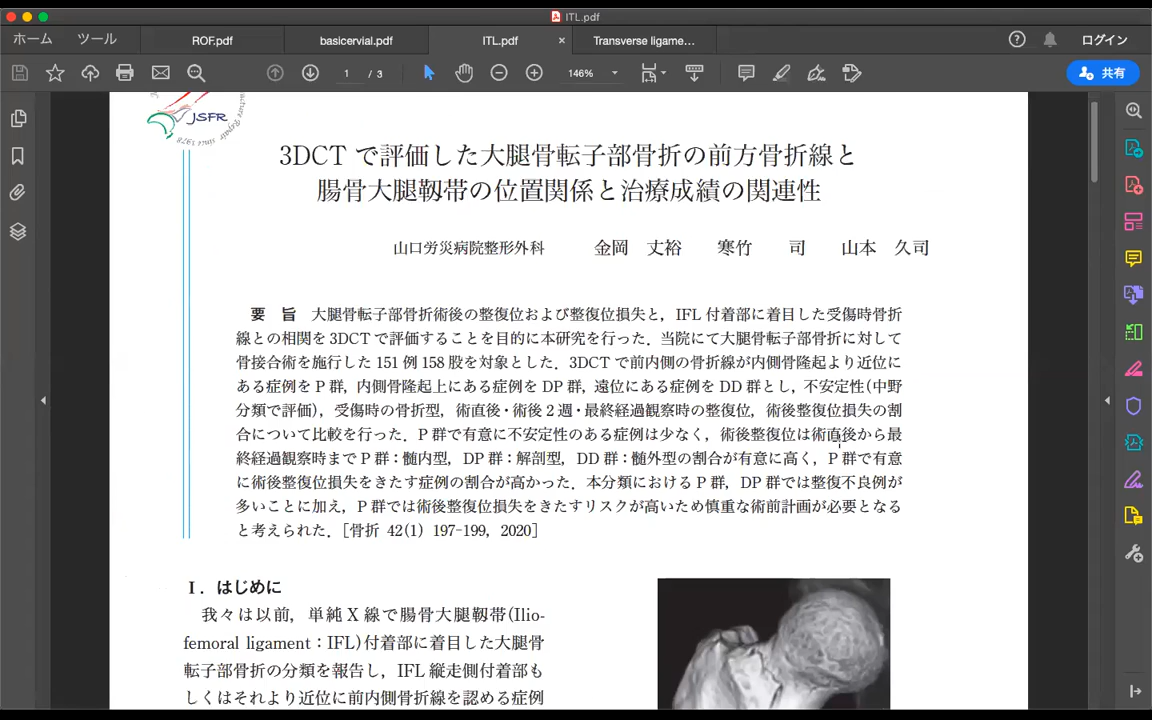 ITL.pdf
ホーム ツール ROF.pdf basicervial.pdf ITL.pdf × Transverse ligame... ログイン
1 / 3 146% 共有
JSFR
since 1978
3DCT で評価した大腿骨転子部骨折の前方骨折線と
腸骨大腿靱帯の位置関係と治療成績の関連性
山口労災病院整形外科 金岡 丈裕 寒竹 司 山本 久司
要 旨 大腿骨転子部骨折術後の整復位および整復位損失と，IFL 付着部に着目した受傷時骨折
線との相関を 3DCT で評価することを目的に本研究を行った．当院にて大腿骨転子部骨折に対して
骨接合術を施行した 151 例 158 股を対象とした．3DCT で前内側の骨折線が内側骨隆起より近位に
ある症例を P 群，内側骨隆起上にある症例を DP 群，遠位にある症例を DD 群とし，不安定性（中野
分類で評価），受傷時の骨折型，術直後・術後 2 週・最終経過観察時の整復位，術後整復位損失の割
合について比較を行った．P 群で有意に不安定性のある症例は少なく，術後整復位は術直後から最
終経過観察時まで P 群：髄内型，DP 群：解剖型，DD 群：髄外型の割合が有意に高く，P 群で有意
に術後整復位損失をきたす症例の割合が高かった．本分類における P 群，DP 群では整復不良例が
多いことに加え，P 群では術後整復位損失をきたすリスクが高いため慎重な術前計画が必要となる
と考えられた．［骨折 42(1) 197-199，2020］
I．はじめに
我々は以前，単純 X 線で腸骨大腿靱帯(Ilio-
femoral ligament：IFL)付着部に着目した大腿骨
転子部骨折の分類を報告し，IFL 縦走側付着部も
しくはそれより近位に前内側骨折線を認める症例